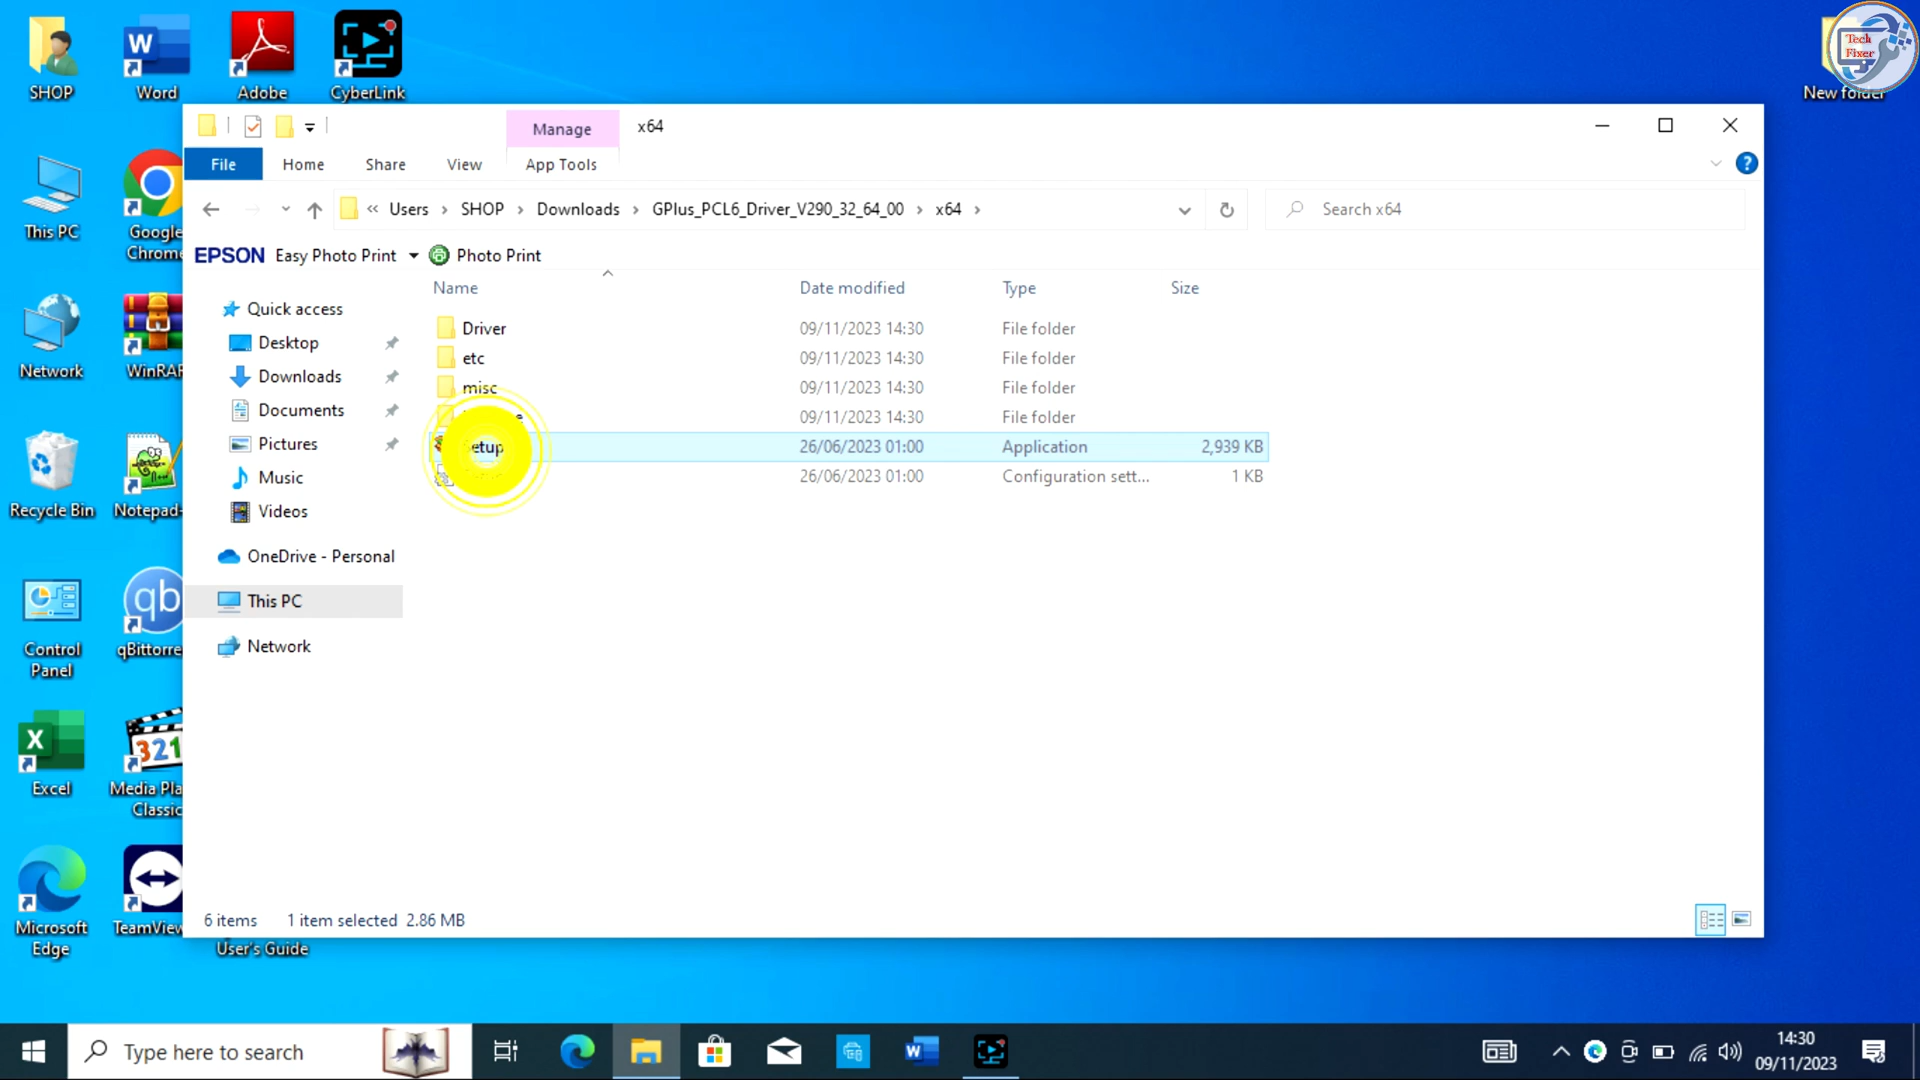 SHOP
Word
Adobe
CyberLink
Tech
Fixer
New folder
This PC
Google
Chrome
Network
WinRAR
Recycle Bin
Notepad
Control
Panel
qBittorre
Excel
Media Pla
Classic
Microsoft
Edge
TeamView
User's Guide
Manage
x64
File
Home
Share
View
App Tools
« Users > SHOP > Downloads > GPlus_PCL6_Driver_V290_32_64_00 > x64 >
Search x64
EPSON Easy Photo Print
Photo Print
Name
Date modified
Type
Size
Quick access
Desktop
Downloads
Documents
Pictures
Music
Videos
OneDrive - Personal
This PC
Network
Driver 09/11/2023 14:30 File folder
etc 09/11/2023 14:30 File folder
misc 09/11/2023 14:30 File folder
09/11/2023 14:30 File folder
etup 26/06/2023 01:00 Application 2,939 KB
26/06/2023 01:00 Configuration sett... 1 KB
6 items
1 item selected 2.86 MB
Type here to search
14:30
09/11/2023